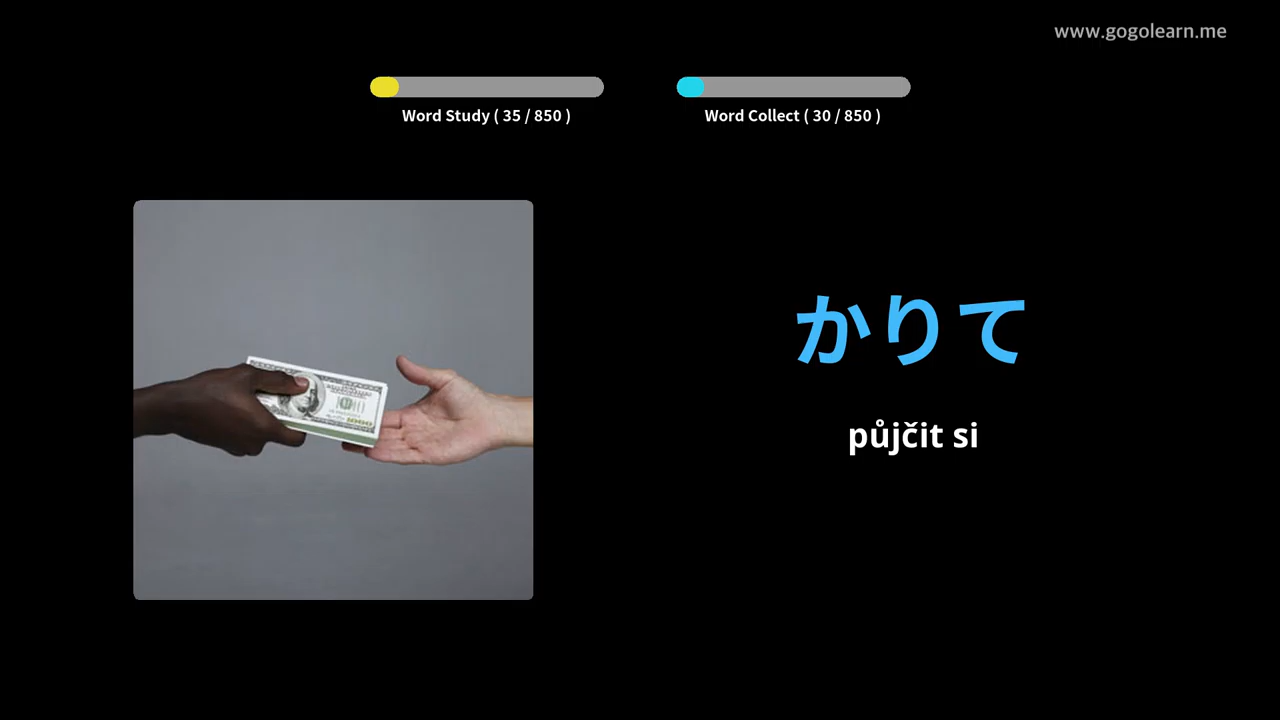 www.gogolearn.me
Word Study ( 35 / 850 )
Word Collect ( 30 / 850 )
かりて
půjčit si